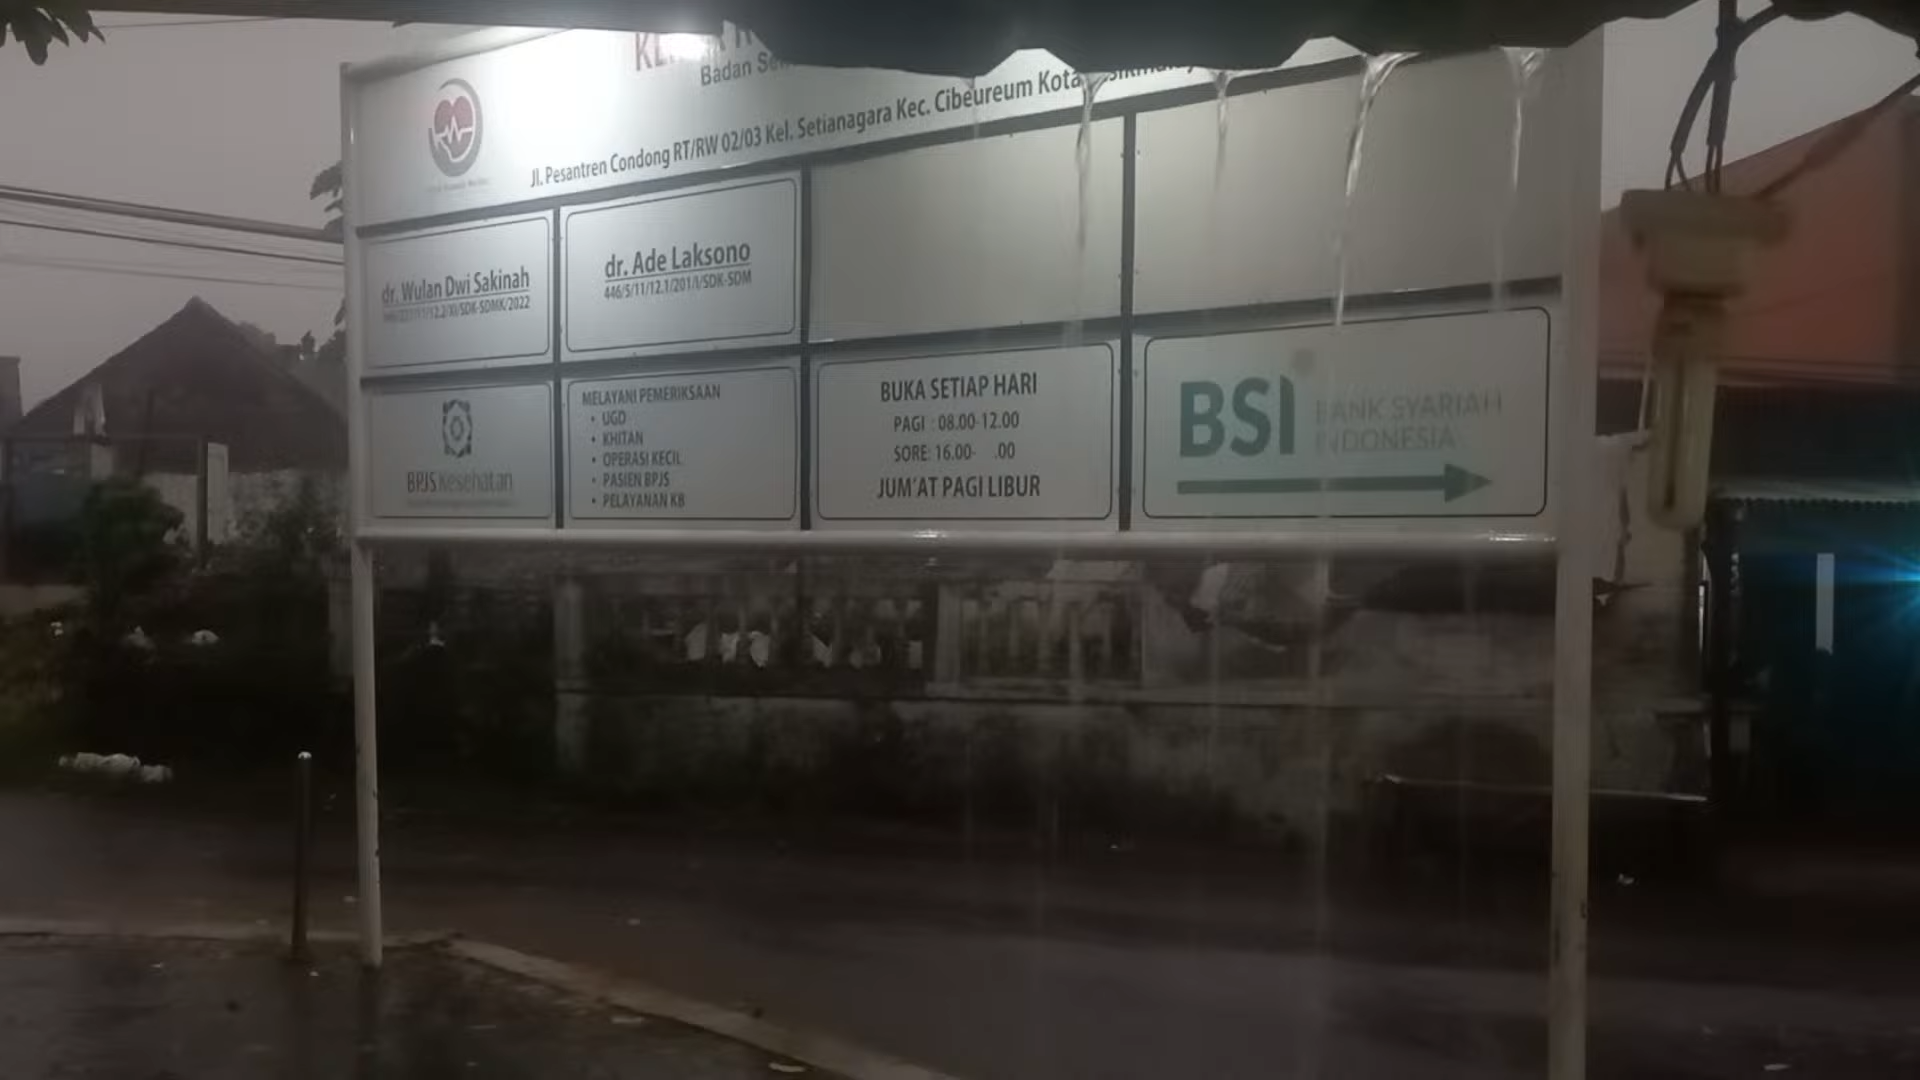 Badan
Jl. Pesantren Condong RT/RW 02/03 Kel. Setianagara Kec. Cibeureum Kota
dr. Wulan Dwi Sakinah
dr. Ade Laksono
446/5/11/12.1/201/I/SDK-SDM
BPJS Kesehatan
MELAYANI PEMERIKSAAN
• UGD
• KHITAN
• OPERASI KECIL
• PASIEN BPJS
• PELAYANAN KB
BUKA SETIAP HARI
PAGI : 08.00-12.00
SORE: 16.00- .00
JUM'AT PAGI LIBUR
BSI BANK SYARIAH
INDONESIA